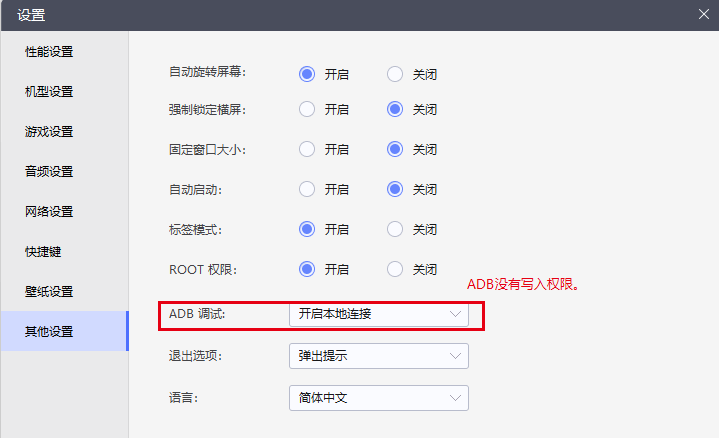 设置
性能设置
机型设置
游戏设置
音频设置
网络设置
快捷键
壁纸设置
其他设置
自动旋转屏幕: 开启 关闭
强制锁定横屏: 开启 关闭
固定窗口大小: 开启 关闭
自动启动: 开启 关闭
标签模式: 开启 关闭
ROOT 权限: 开启 关闭
ADB没有写入权限。
ADB 调试: 开启本地连接
退出选项: 弹出提示
语言: 简体中文